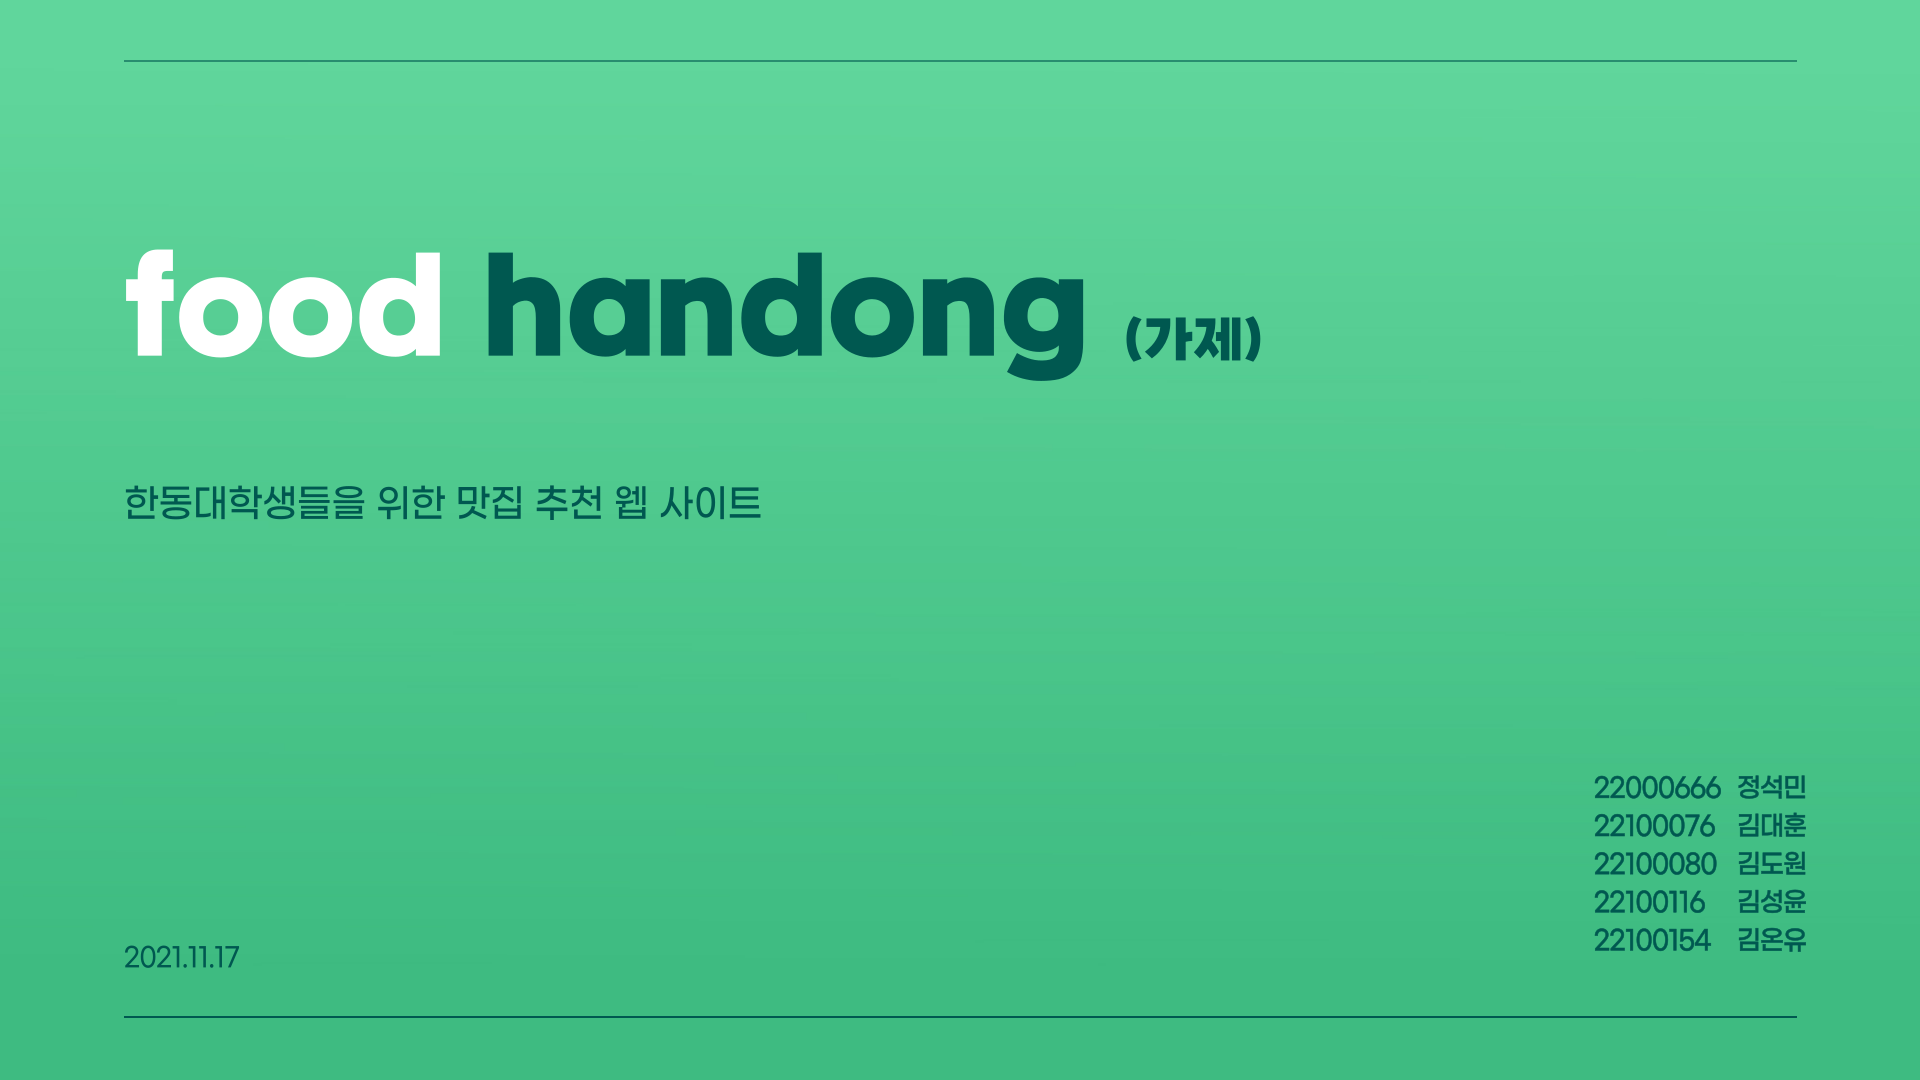 food handong (가제)
한동대학생들을 위한 맛집 추천 웹 사이트
22000666 정석민
22100076 김대훈
22100080 김도원
22100116 김성윤
22100154 김온유
2021.11.17